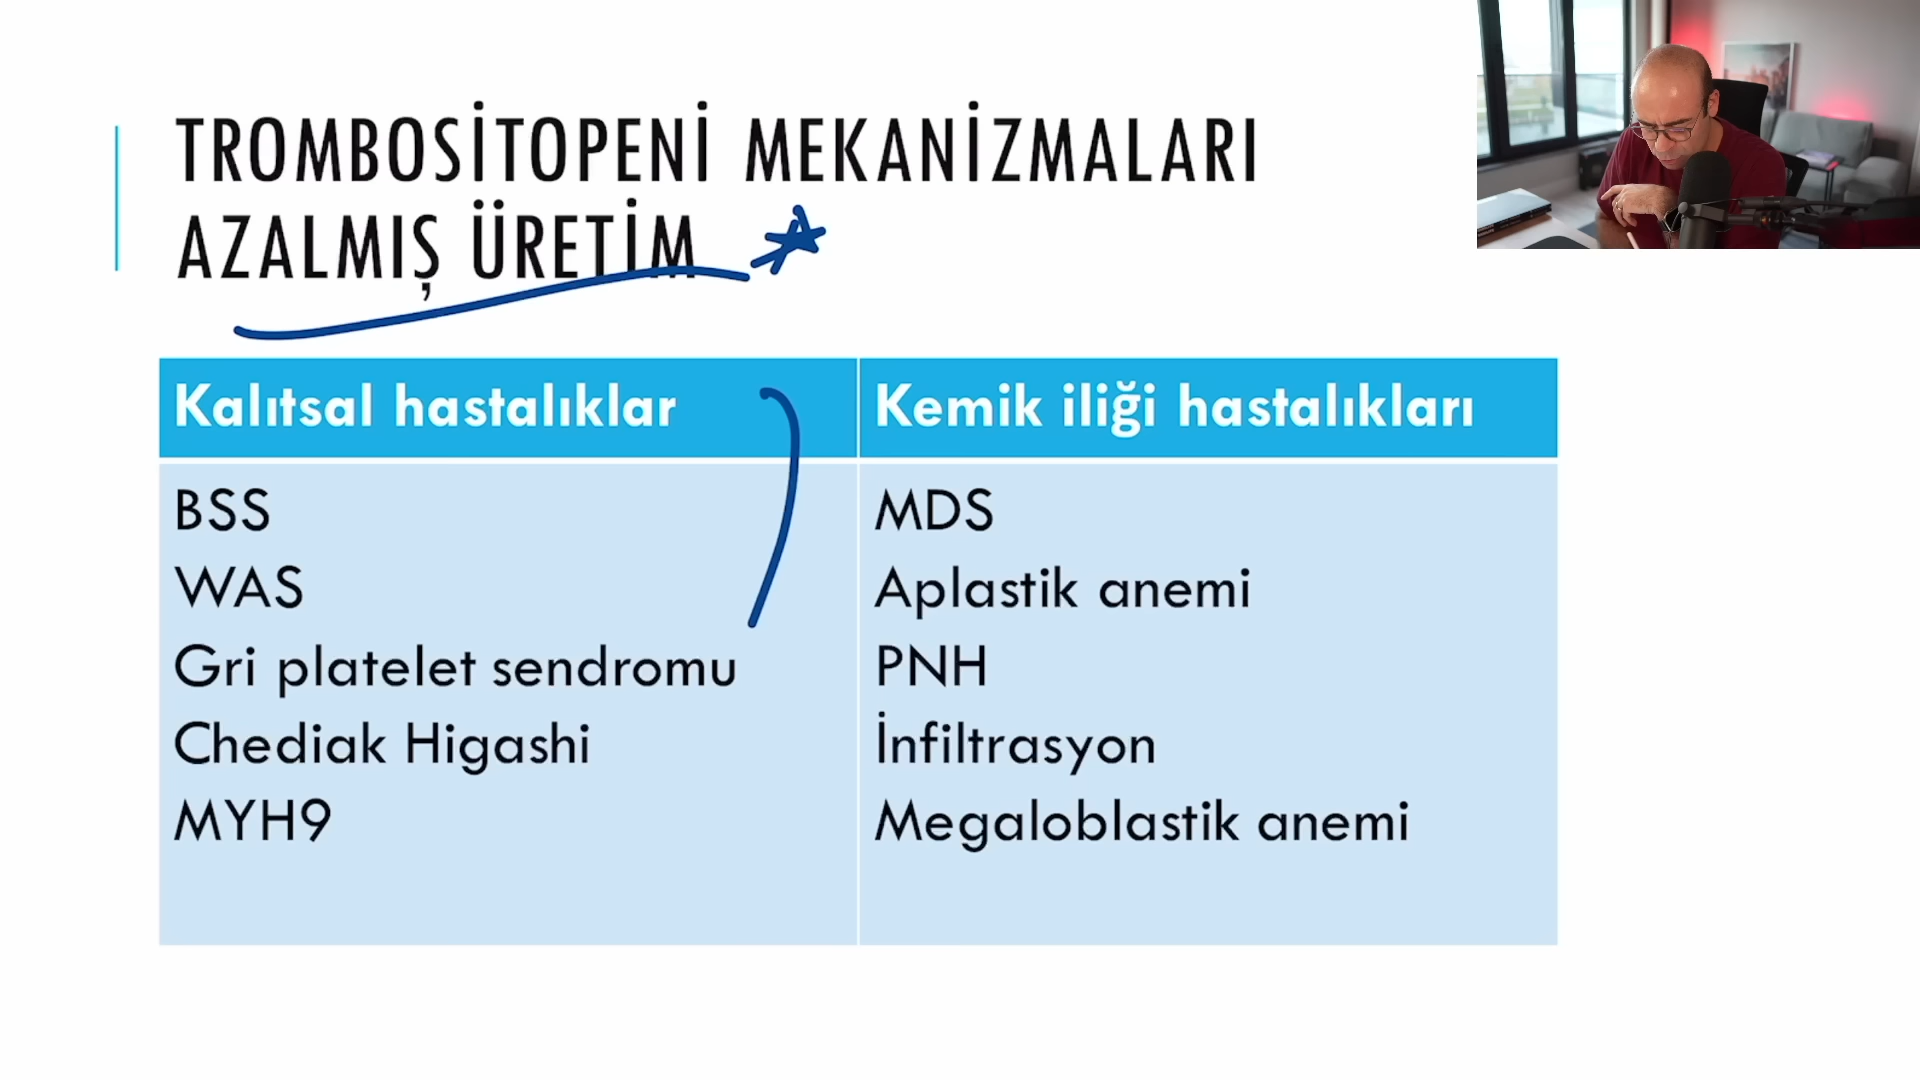 TROMBOSİTOPENİ MEKANİZMALARI
AZALMIŞ ÜRETİM
Kalıtsal hastalıklar
Kemik iliği hastalıkları
BSS
WAS
Gri platelet sendromu
Chediak Higashi
MYH9
MDS
Aplastik anemi
PNH
İnfiltrasyon
Megaloblastik anemi